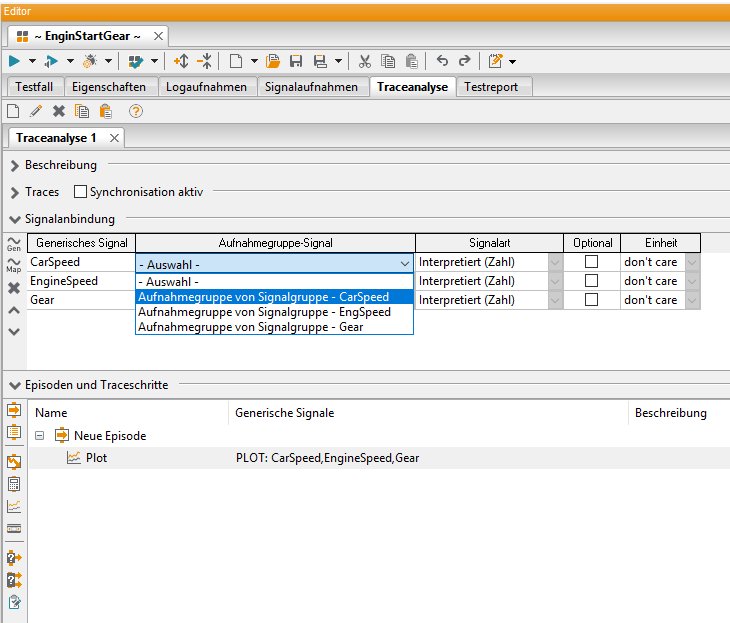 Editor
~ EnginStartGear ~
Testfall Eigenschaften Logaufnahmen Signalaufnahmen Traceanalyse Testreport
Traceanalyse 1
Beschreibung
Traces Synchronisation aktiv
Signalanbindung
Gen
Map
Generisches Signal Aufnahmegruppe-Signal Signalart Optional Einheit
CarSpeed - Auswahl - Interpretiert (Zahl) don't care
EngineSpeed - Auswahl - Interpretiert (Zahl) don't care
Aufnahmegruppe von Signalgruppe - CarSpeed
Gear Interpretiert (Zahl) don't care
Aufnahmegruppe von Signalgruppe - EngSpeed
Aufnahmegruppe von Signalgruppe - Gear
Episoden und Traceschritte
Name Generische Signale Beschreibung
Neue Episode
Plot PLOT: CarSpeed,EngineSpeed,Gear